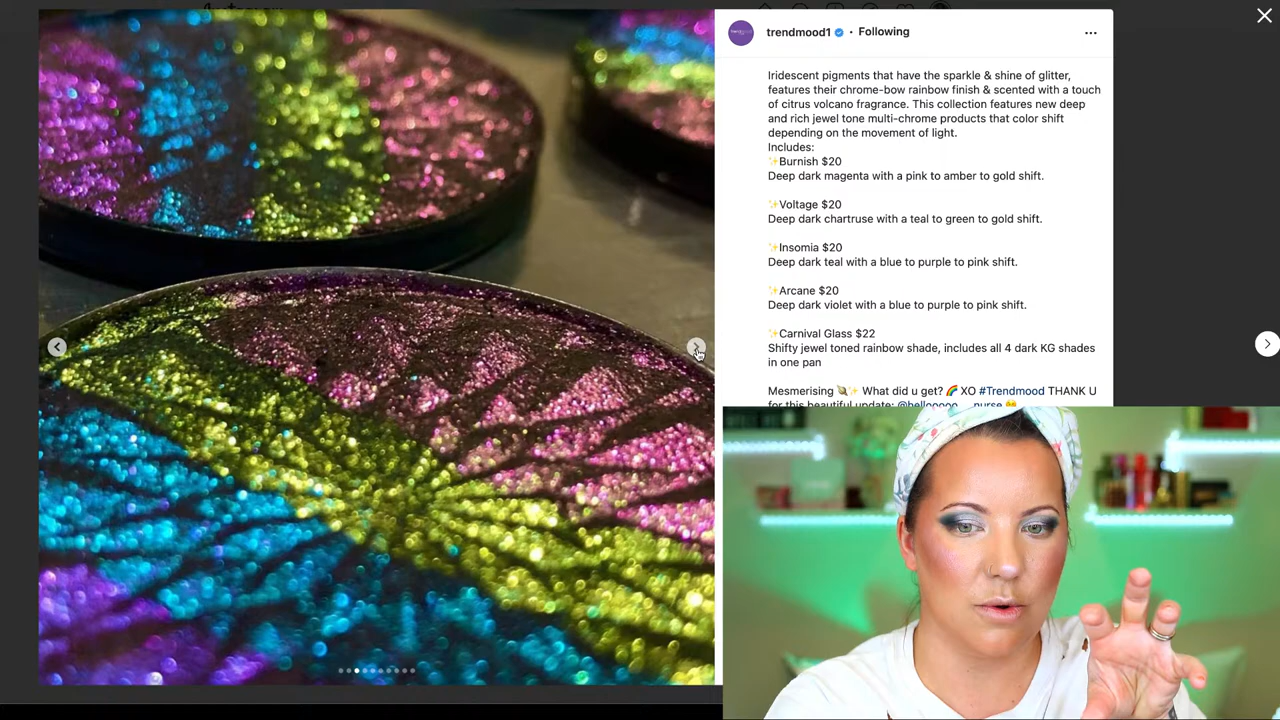 trendmood1 • Following
Iridescent pigments that have the sparkle & shine of glitter,
features their chrome-bow rainbow finish & scented with a touch
of citrus volcano fragrance. This collection features new deep
and rich jewel tone multi-chrome products that color shift
depending on the movement of light.
Includes:
✨Burnish $20
Deep dark magenta with a pink to amber to gold shift.
✨Voltage $20
Deep dark chartruse with a teal to green to gold shift.
✨Insomia $20
Deep dark teal with a blue to purple to pink shift.
✨Arcane $20
Deep dark violet with a blue to purple to pink shift.
✨Carnival Glass $22
Shifty jewel toned rainbow shade, includes all 4 dark KG shades
in one pan
Mesmerising 🪶✨ What did u get? 🌈 XO #Trendmood THANK U
for this beautiful update: